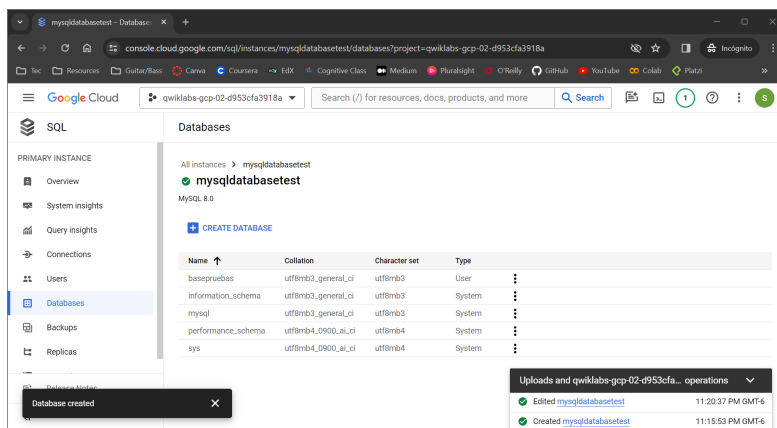 mysqldatabasetest – Databases
console.cloud.google.com/sql/instances/mysqldatabasetest/databases?project=qwiklabs-gcp-02-d953cfa3918a
Incógnito
Tec Resources Guitar/Bass Canva Coursera EdX Cognitive Class Medium Pluralsight O'Reilly GitHub YouTube Colab Platzi
Google Cloud qwiklabs-gcp-02-d953cfa3918a Search (/) for resources, docs, products, and more Search 1 S
SQL
Databases
PRIMARY INSTANCE
Overview
System insights
Query insights
Connections
Users
Databases
Backups
Replicas
Release Notes
All instances > mysqldatabasetest
mysqldatabasetest
MySQL 8.0
CREATE DATABASE
Name Collation Character set Type
basepruebas utf8mb3_general_ci utf8mb3 User
information_schema utf8mb3_general_ci utf8mb3 System
mysql utf8mb3_general_ci utf8mb3 System
performance_schema utf8mb4_0900_ai_ci utf8mb4 System
sys utf8mb4_0900_ai_ci utf8mb4 System
Database created
Uploads and qwiklabs-gcp-02-d953cfa... operations
Edited mysqldatabasetest 11:20:37 PM GMT-6
Created mysqldatabasetest 11:15:53 PM GMT-6